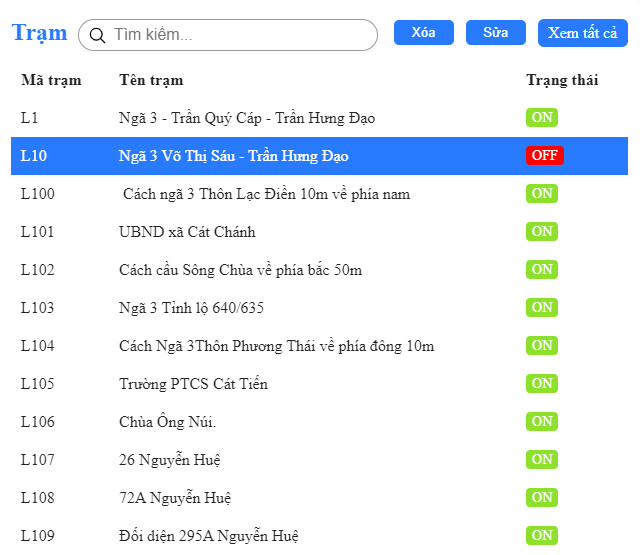 Trạm Tìm kiếm... Xóa Sửa Xem tất cả
Mã trạm Tên trạm Trạng thái
L1 Ngã 3 - Trần Quý Cáp - Trần Hưng Đạo ON
L10 Ngã 3 Võ Thị Sáu - Trần Hưng Đạo OFF
L100 Cách ngã 3 Thôn Lạc Điền 10m về phía nam ON
L101 UBND xã Cát Chánh ON
L102 Cách cầu Sông Chùa về phía bắc 50m ON
L103 Ngã 3 Tỉnh lộ 640/635 ON
L104 Cách Ngã 3Thôn Phương Thái về phía đông 10m ON
L105 Trường PTCS Cát Tiến ON
L106 Chùa Ông Núi. ON
L107 26 Nguyễn Huệ ON
L108 72A Nguyễn Huệ ON
L109 Đối diện 295A Nguyễn Huệ ON